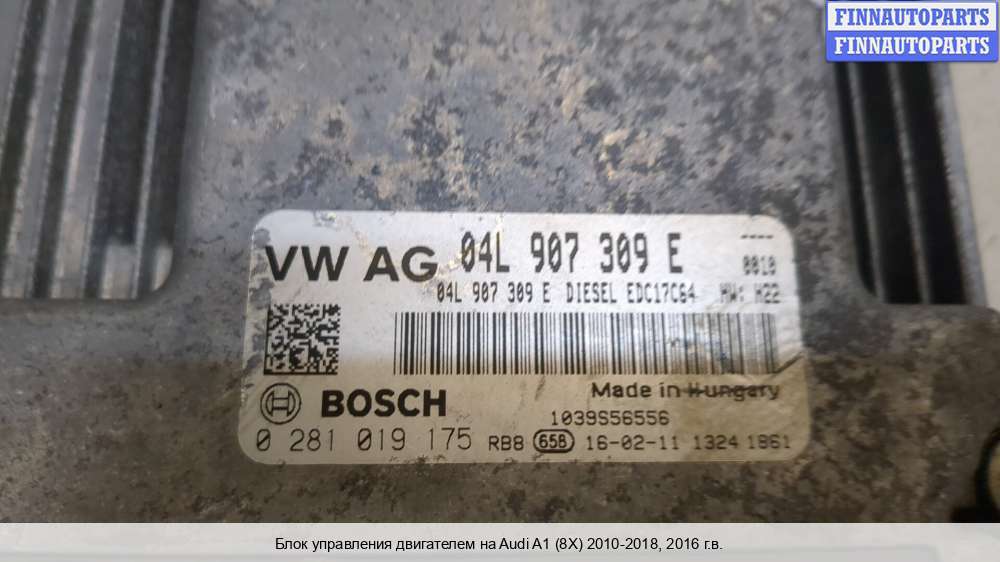 FINNAUTOPARTS
FINNAUTOPARTS
VW AG 04L 907 309 E ----
0010
04L 907 309 E DIESEL EDC17C64 HW: H22
Made in Hungary
BOSCH 1039S56556
0 281 019 175 RB8 658 16-02-11 1324 1861
Блок управления двигателем на Audi A1 (8X) 2010-2018, 2016 г.в.